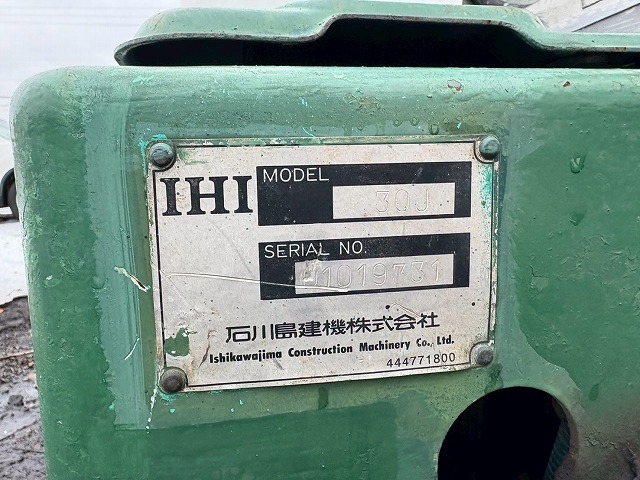 IHI
MODEL
30J
SERIAL NO.
石川島建機株式会社
Ishikawajima Construction Machinery Co., Ltd.
444771800